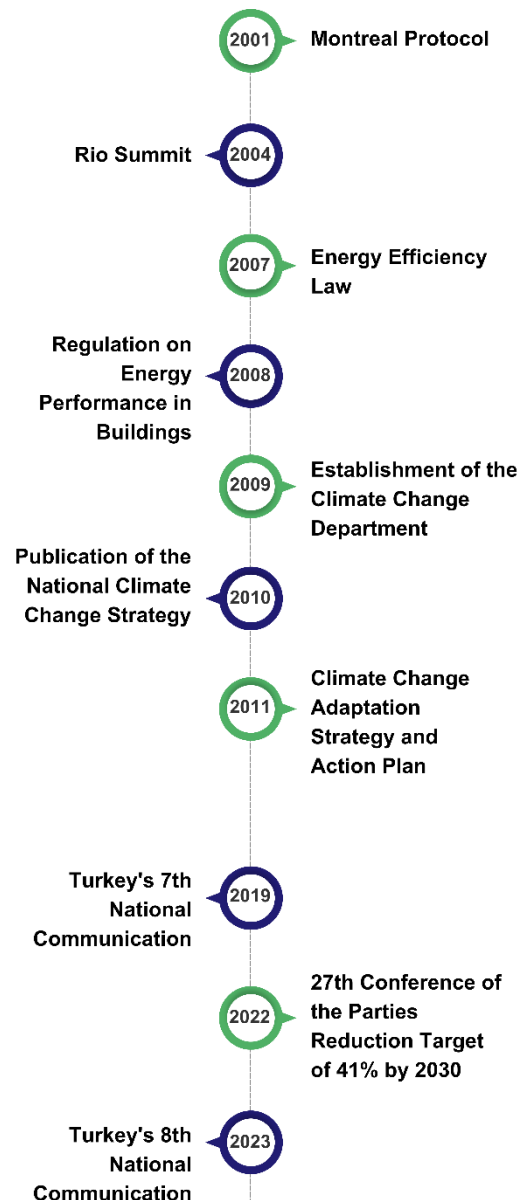 2001
Montreal Protocol
Rio Summit
2004
2007
Energy Efficiency
Law
Regulation on
Energy
Performance in
Buildings
2008
2009
Establishment of the
Climate Change
Department
Publication of the
National Climate
Change Strategy
2010
2011
Climate Change
Adaptation
Strategy and
Action Plan
Turkey's 7th
National
Communication
2019
2022
27th Conference of
the Parties
Reduction Target
of 41% by 2030
Turkey's 8th
National
Communication
2023